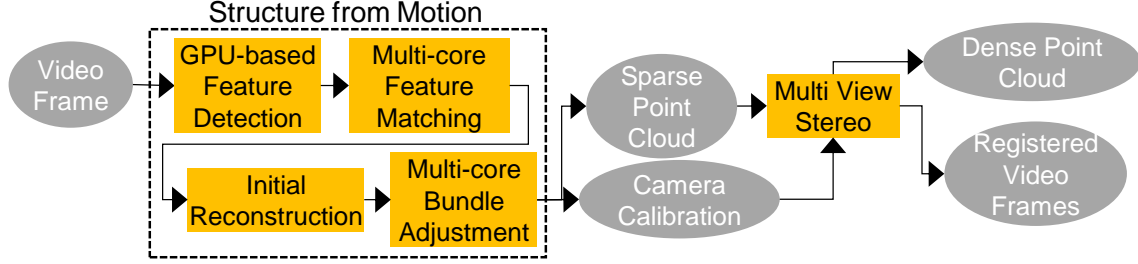 Structure from Motion
Video
Frame
GPU-based
Feature
Detection
Multi-core
Feature
Matching
Initial
Reconstruction
Multi-core
Bundle
Adjustment
Sparse
Point
Cloud
Camera
Calibration
Multi View
Stereo
Dense Point
Cloud
Registered
Video
Frames